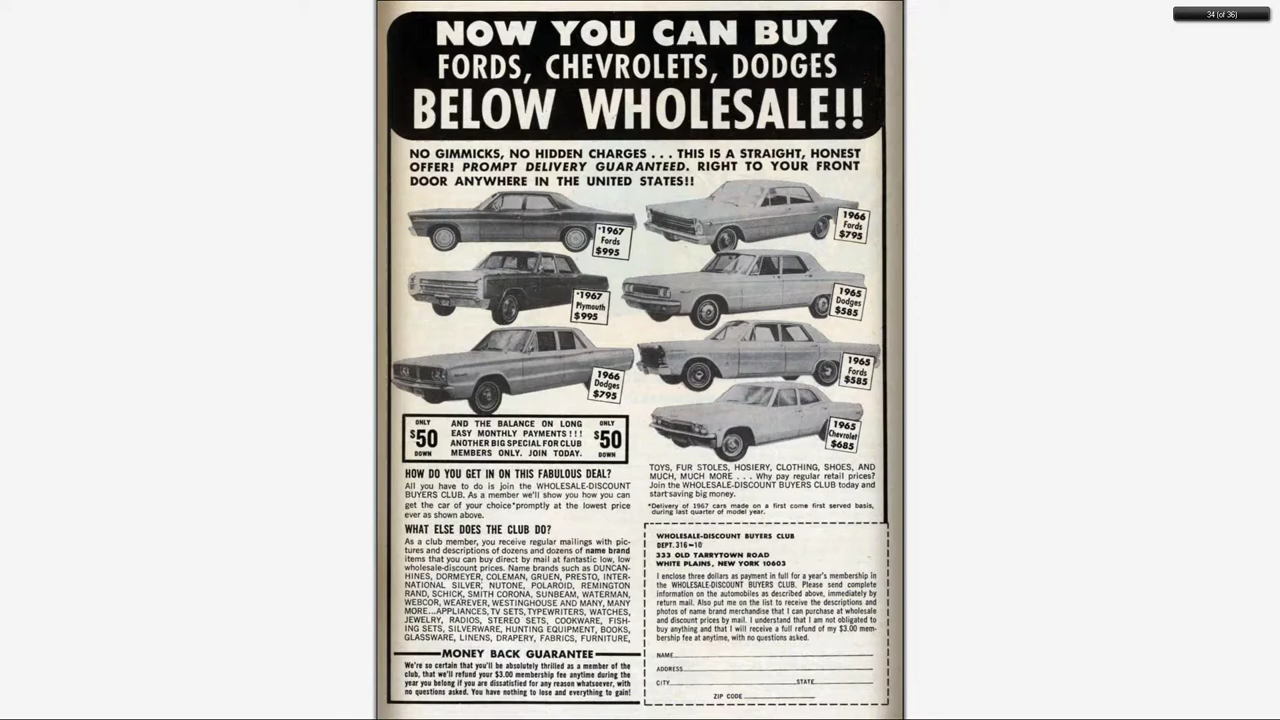 34 (of 36)
NOW YOU CAN BUY
FORDS, CHEVROLETS, DODGES
BELOW WHOLESALE!!
NO GIMMICKS, NO HIDDEN CHARGES . . . THIS IS A STRAIGHT, HONEST
OFFER! PROMPT DELIVERY GUARANTEED. RIGHT TO YOUR FRONT
DOOR ANYWHERE IN THE UNITED STATES!!
*1967
Fords
$995
1966
Fords
$795
*1967
Plymouth
$995
1965
Dodges
$585
1966
Dodges
$795
1965
Fords
$585
1965
Chevrolet
$685
ONLY
$50
DOWN
AND THE BALANCE ON LONG
EASY MONTHLY PAYMENTS!!!
ANOTHER BIG SPECIAL FOR CLUB
MEMBERS ONLY. JOIN TODAY.
ONLY
$50
DOWN
HOW DO YOU GET IN ON THIS FABULOUS DEAL?
All you have to do is join the WHOLESALE-DISCOUNT
BUYERS CLUB. As a member we'll show you how you can
get the car of your choice*promptly at the lowest price
ever as shown above.
WHAT ELSE DOES THE CLUB DO?
As a club member, you receive regular mailings with pic-
tures and descriptions of dozens and dozens of name brand
items that you can buy direct by mail at fantastic low, low
wholesale-discount prices. Name brands such as DUNCAN-
HINES, DORMEYER, COLEMAN, GRUEN, PRESTO, INTER-
NATIONAL SILVER, NUTONE, POLAROID, REMINGTON
RAND, SCHICK, SMITH CORONA, SUNBEAM, WATERMAN,
WEBCOR, WEAREVER, WESTINGHOUSE AND MANY, MANY
MORE...APPLIANCES, TV SETS, TYPEWRITERS, WATCHES,
JEWELRY, RADIOS, STEREO SETS, COOKWARE, FISH-
ING SETS, SILVERWARE, HUNTING EQUIPMENT, BOOKS,
GLASSWARE, LINENS, DRAPERY, FABRICS, FURNITURE,
TOYS, FUR STOLES, HOSIERY, CLOTHING, SHOES, AND
MUCH, MUCH MORE . . . Why pay regular retail prices?
Join the WHOLESALE-DISCOUNT BUYERS CLUB today and
start saving big money.
*Delivery of 1967 cars made on a first come first served basis,
during last quarter of model year.
MONEY BACK GUARANTEE
We're so certain that you'll be absolutely thrilled as a member of the
club, that we'll refund your $3.00 membership fee anytime during the
year you belong if you are dissatisfied for any reason whatsoever, with
no questions asked. You have nothing to lose and everything to gain!
WHOLESALE-DISCOUNT BUYERS CLUB
DEPT. 316-10
333 OLD TARRYTOWN ROAD
WHITE PLAINS, NEW YORK 10603
I enclose three dollars as payment in full for a year's membership in
the WHOLESALE-DISCOUNT BUYERS CLUB. Please send complete
information on the automobiles as described above, immediately by
return mail. Also put me on the list to receive the descriptions and
photos of name brand merchandise that I can purchase at wholesale
and discount prices by mail. I understand that I am not obligated to
buy anything and that I will receive a full refund of my $3.00 mem-
bership fee at anytime, with no questions asked.
NAME
ADDRESS
CITY STATE
ZIP CODE